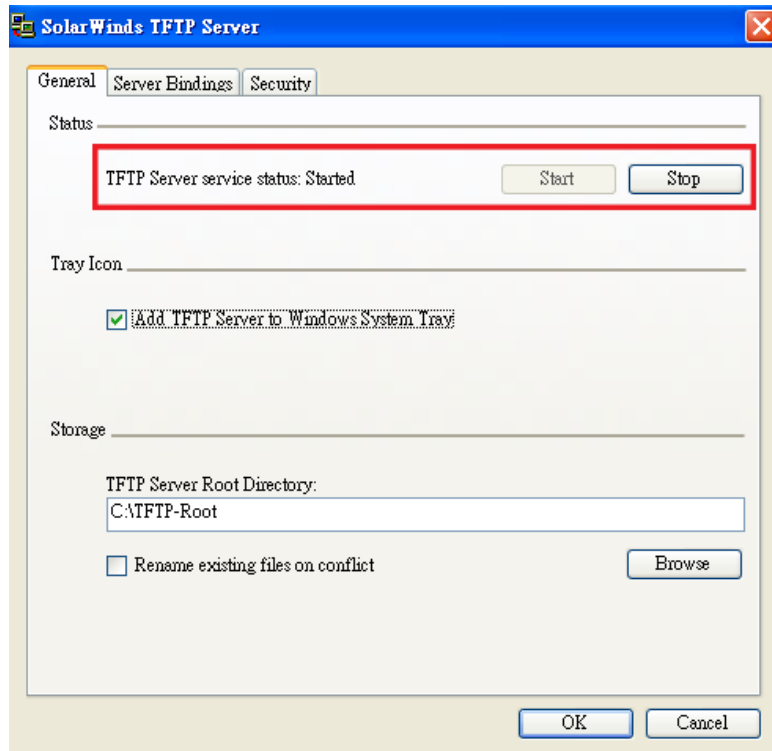 SolarWinds TFTP Server
General Server Bindings Security
Status
TFTP Server service status: Started Start Stop
Tray Icon
Add TFTP Server to Windows System Tray
Storage
TFTP Server Root Directory:
C:\TFTP-Root
Rename existing files on conflict Browse
OK Cancel